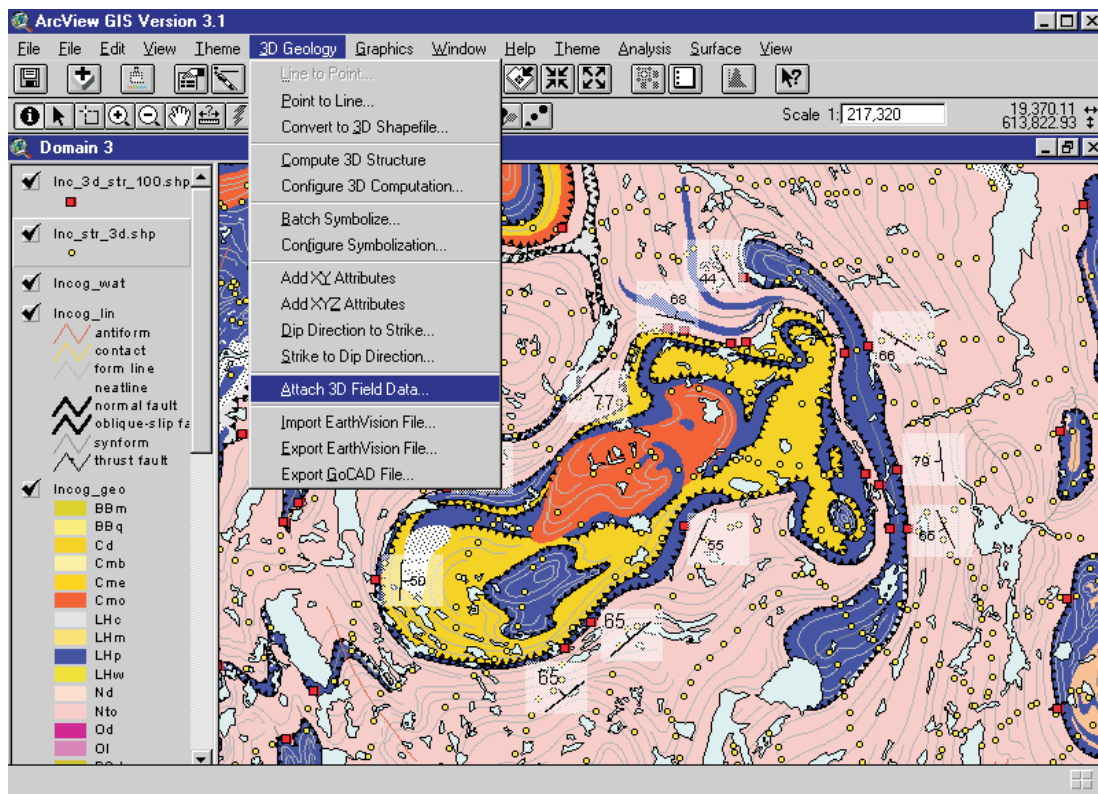 ArcView GIS Version 3.1
File File Edit View Theme 3D Geology Graphics Window Help Theme Analysis Surface View
Scale 1: 217,320
19,370.11
613,822.93
Domain 3
Inc_3d_str_100.shp
Inc_str_3d.shp
Incog_wat
Incog_lin
antiform
contact
form line
neatline
normal fault
oblique-slip fa
synform
thrust fault
Incog_geo
BBm
BBq
Cd
Cmb
Cme
Cmo
LHc
LHm
LHp
LHw
Nd
Nto
Od
Ol
Line to Point...
Point to Line...
Convert to 3D Shapefile...
Compute 3D Structure
Configure 3D Computation...
Batch Symbolize...
Configure Symbolization...
Add XY Attributes
Add XYZ Attributes
Dip Direction to Strike...
Strike to Dip Direction...
Attach 3D Field Data...
Import EarthVision File...
Export EarthVision File...
Export GoCAD File...
44
68
66
77
79
65
55
50
65
65